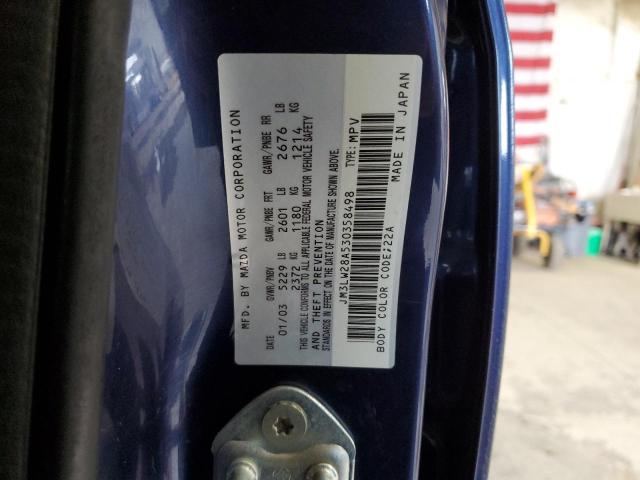 MFD. BY MAZDA MOTOR CORPORATION
DATE GVWR/PNBV GAWR/PNBE FRT GAWR/PNBE RR
01/03 5229 LB 2601 LB 2676 LB
2372 KG 1180 KG 1214 KG
THIS VEHICLE CONFORMS TO ALL APPLICABLE FEDERAL MOTOR VEHICLE SAFETY
AND THEFT PREVENTION
STANDARDS IN EFFECT ON THE DATE OF MANUFACTURE SHOWN ABOVE.
JM3LW28A530358498 TYPE: MPV
BODY COLOR CODE;22A MADE IN JAPAN